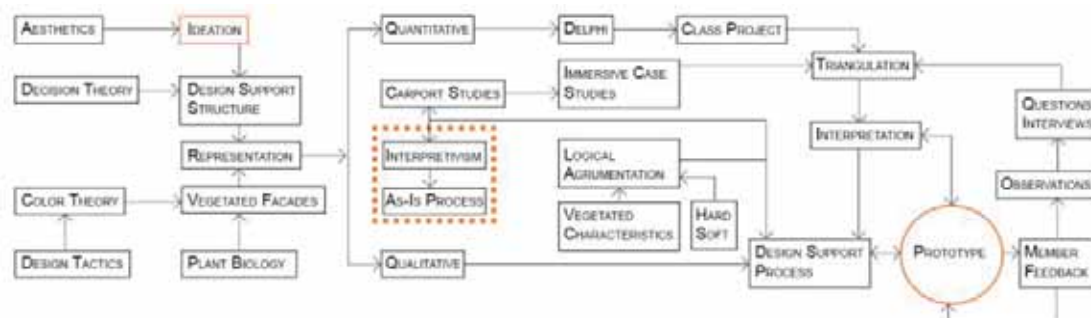 AESTHETICS
IDEATION
QUANTITATIVE
DELPHI
CLASS PROJECT
TRIANGULATION
DECISION THEORY
DESIGN SUPPORT
STRUCTURE
CARPORT STUDIES
IMMERSIVE CASE
STUDIES
QUESTIONS
INTERVIEWS
REPRESENTATION
INTERPRETIVISM
LOGICAL
AGRUMENTATION
INTERPRETATION
COLOR THEORY
VEGETATED FACADES
AS-IS PROCESS
VEGETATED
CHARACTERISTICS
HARD
SOFT
OBSERVATIONS
DESIGN TACTICS
PLANT BIOLOGY
QUALITATIVE
DESIGN SUPPORT
PROCESS
PROTOTYPE
MEMBER
FEEDBACK